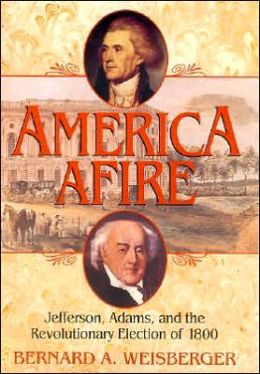 AMERICA
AFIRE
Jefferson, Adams, and the
Revolutionary Election of 1800
BERNARD A. WEISBERGER